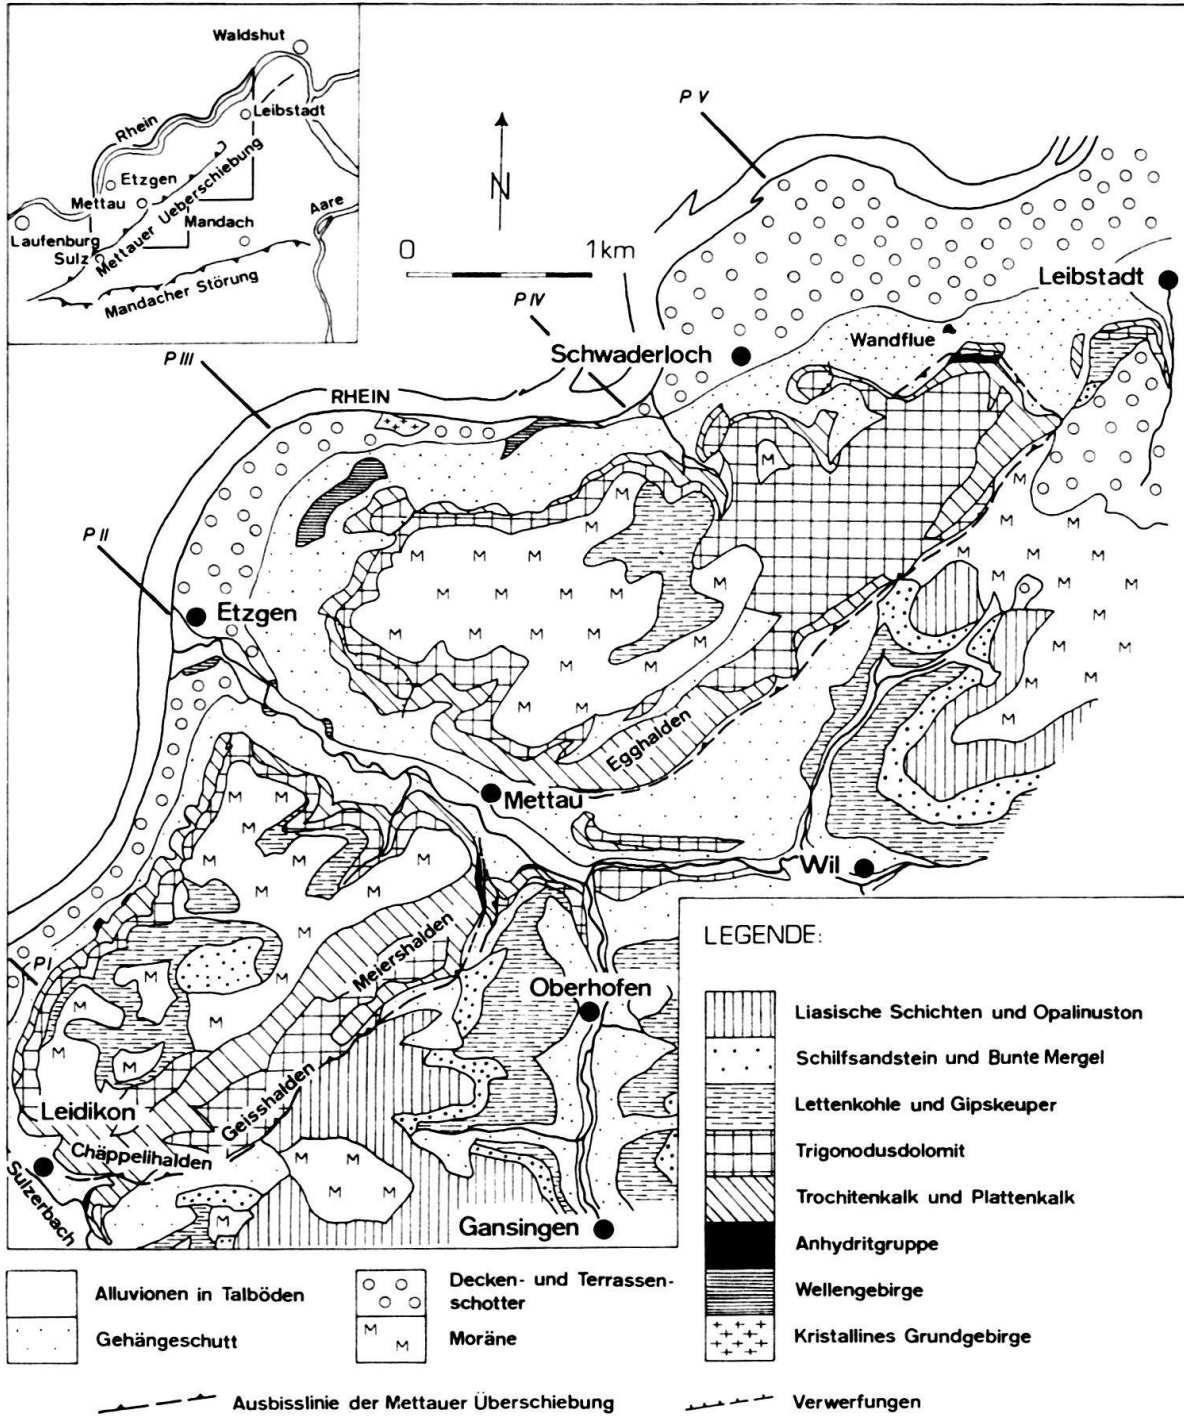 Waldshut
Leibstadt
Rhein
Etzgen
Mettau
Mettauer Ueberschiebung
Mandach
Aare
Laufenburg
Sulz
Mandacher Störung
N
0 1km
P V
P IV
Leibstadt
Wandflue
Schwaderloch
P III
RHEIN
P II
Etzgen
Egghalden
Mettau
Wil
Meiershalden
P I
Oberhofen
Geisshalden
Leidikon
Chäppelihalden
Sulzerbach
Gansingen
M M M M M M M M M M M M M M M M M M M M M M M M M M M M M M M M M M M M M M M M M M M M M M
LEGENDE:
Liasische Schichten und Opalinuston
Schilfsandstein und Bunte Mergel
Lettenkohle und Gipskeuper
Trigonodusdolomit
Trochitenkalk und Plattenkalk
Anhydritgruppe
Wellengebirge
Kristallines Grundgebirge
Alluvionen in Talböden
Gehängeschutt
Decken- und Terrassen-
schotter
M M M Moräne
Ausbisslinie der Mettauer Überschiebung
Verwerfungen